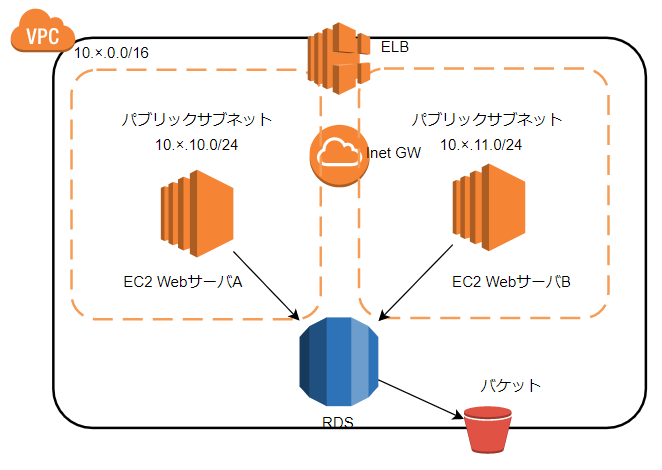 VPC
10.×.0.0/16
ELB
パブリックサブネット
10.×.10.0/24
パブリックサブネット
10.×.11.0/24
Inet GW
EC2 WebサーバA
EC2 WebサーバB
RDS
バケット